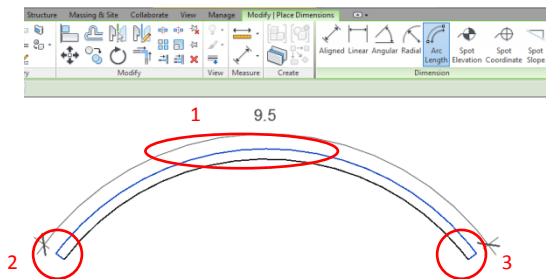 Structure Massing & Site Collaborate View Manage Modify | Place Dimensions
Aligned Linear Angular Radial Arc Length Spot Elevation Spot Coordinate Spot Slope
Modify View Measure Create Dimension
1 9.5
2 3